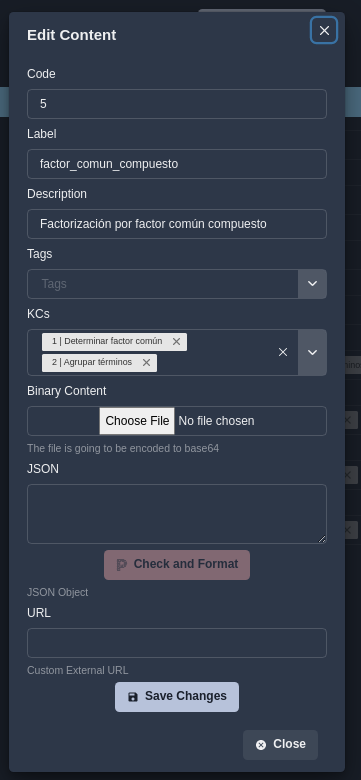 Edit Content
Code
5
Label
factor_comun_compuesto
Description
Factorización por factor común compuesto
Tags
Tags
KCs
1 | Determinar factor común
2 | Agrupar términos
Binary Content
Choose File No file chosen
The file is going to be encoded to base64
JSON
Check and Format
JSON Object
URL
Custom External URL
Save Changes
Close